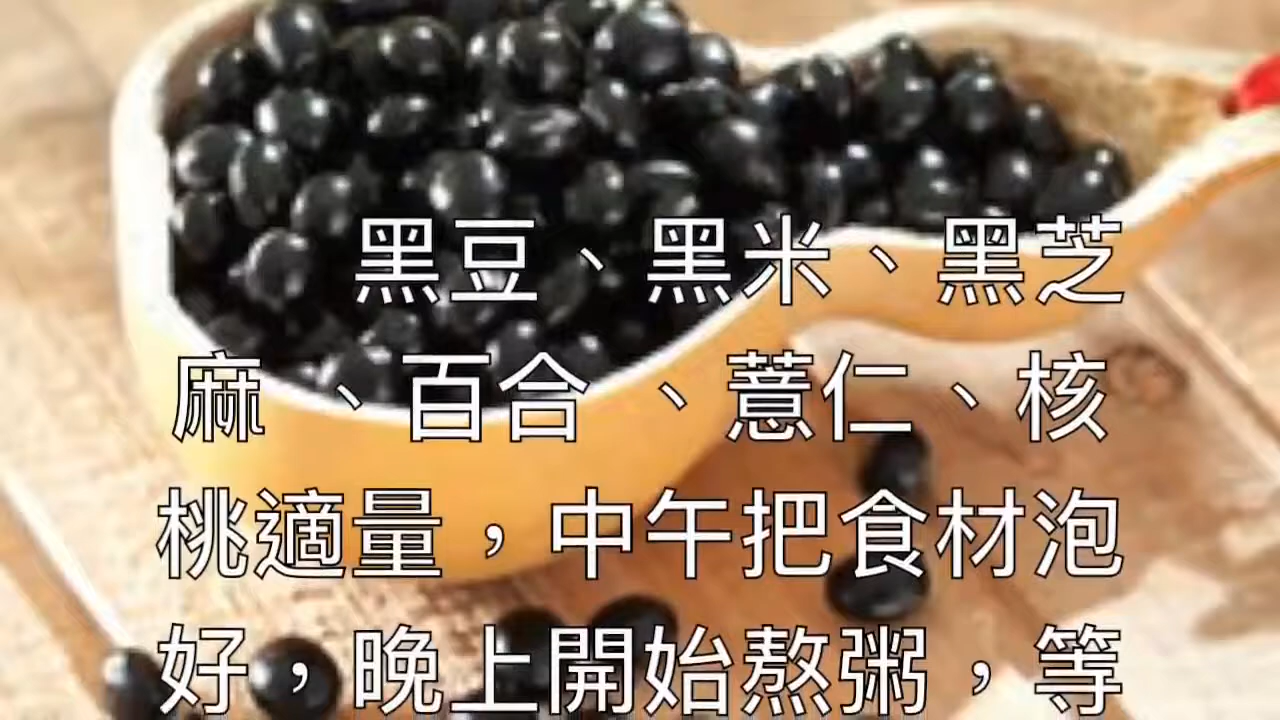 黑豆、黑米、黑芝
麻 、百合 、薏仁、核
桃適量，中午把食材泡
好，晚上開始熬粥，等